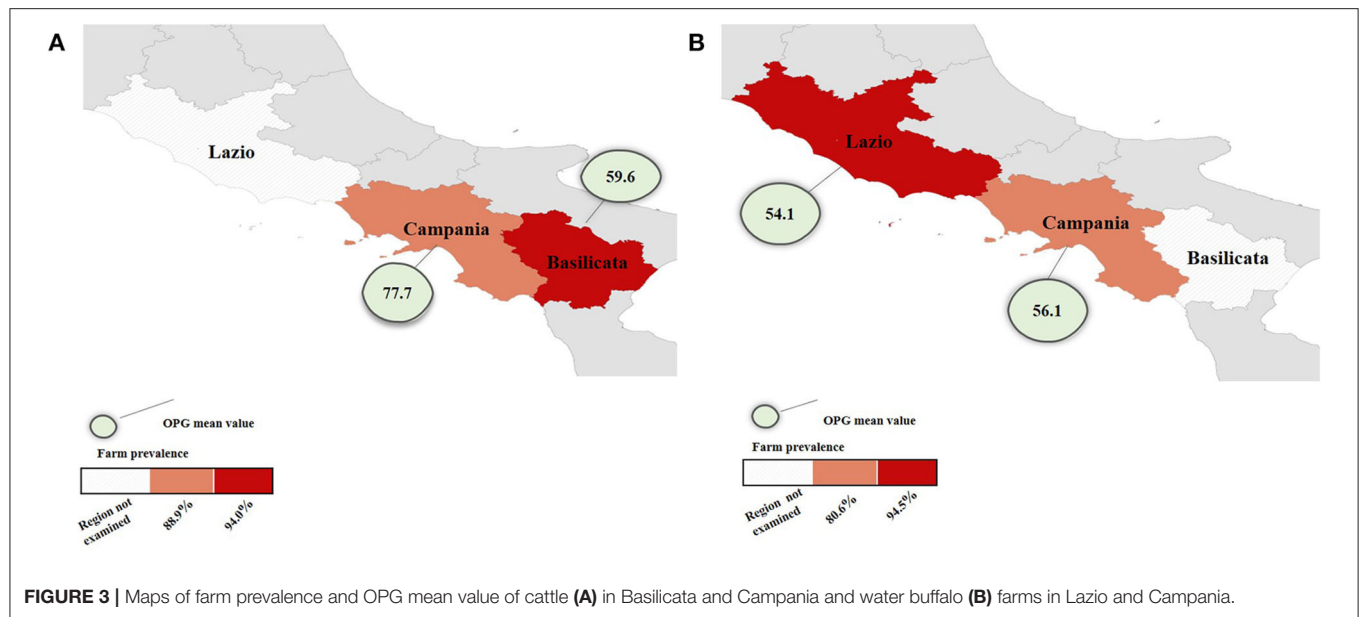 A
Lazio
59.6
Campania
Basilicata
77.7
OPG mean value
Farm prevalence
Region not
examined
88.9%
94.0%
B
Lazio
54.1
Campania
Basilicata
56.1
OPG mean value
Farm prevalence
Region not
examined
80.6%
94.5%
FIGURE 3 | Maps of farm prevalence and OPG mean value of cattle (A) in Basilicata and Campania and water buffalo (B) farms in Lazio and Campania.